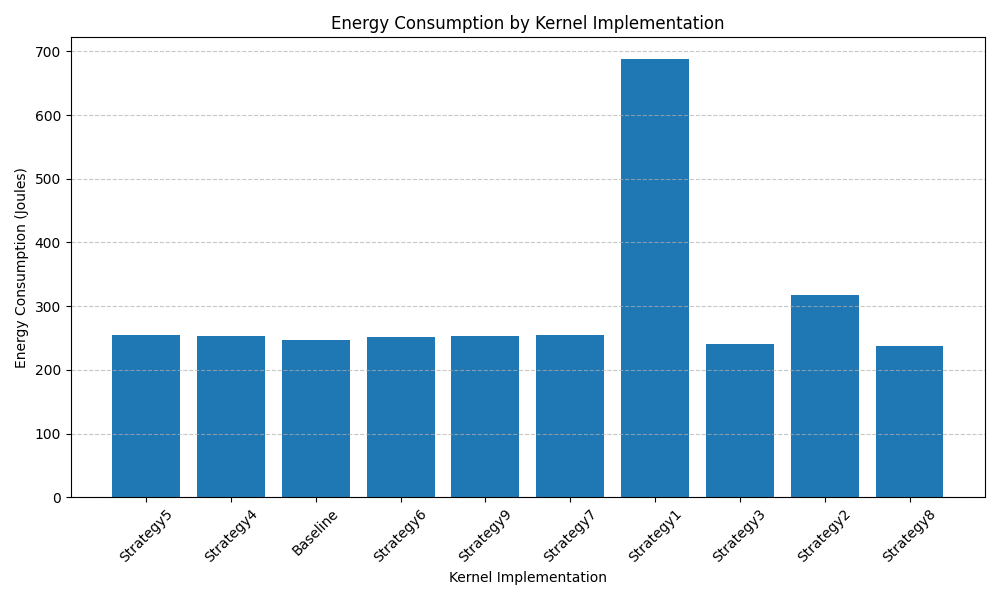 Energy Consumption by Kernel Implementation
Energy Consumption (Joules)
700
600
500
400
300
200
100
0
Strategy5
Strategy4
Baseline
Strategy6
Strategy9
Strategy7
Strategy1
Strategy3
Strategy2
Strategy8
Kernel Implementation